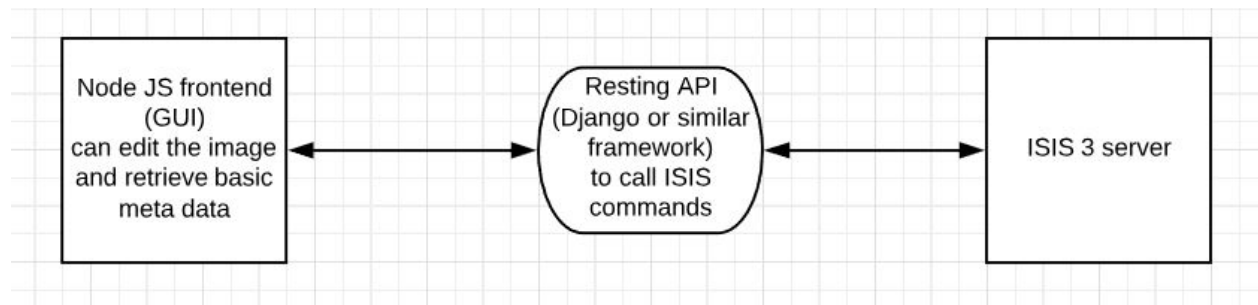 Node JS frontend
(GUI)
can edit the image
and retrieve basic
meta data
Resting API
(Django or similar
framework)
to call ISIS
commands
ISIS 3 server